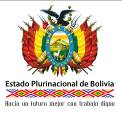 Estado Plurinacional de Bolivia
Hacia un futuro mejor con trabajo digno